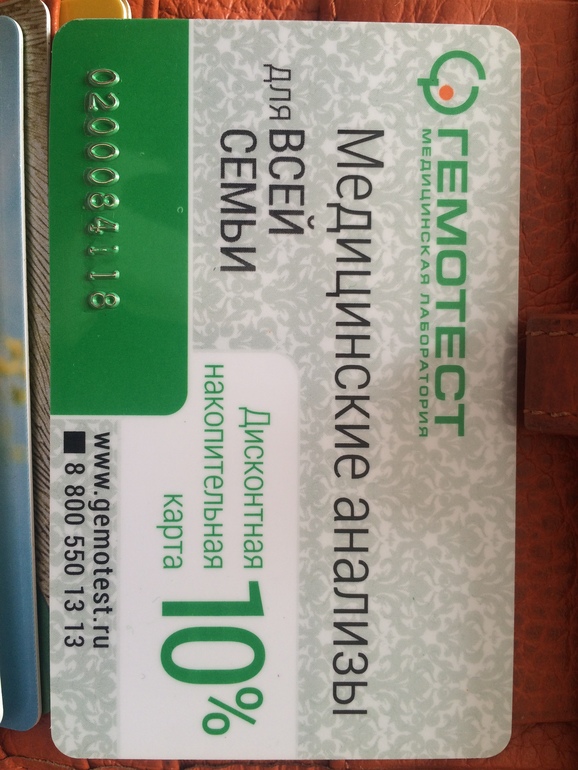 ГЕМОТЕСТ
МЕДИЦИНСКАЯ ЛАБОРАТОРИЯ
Медицинские анализы
для ВСЕЙ
СЕМЬИ
Дисконтная
накопительная
карта
10%
0200084118
www.gemotest.ru
8 800 550 13 13